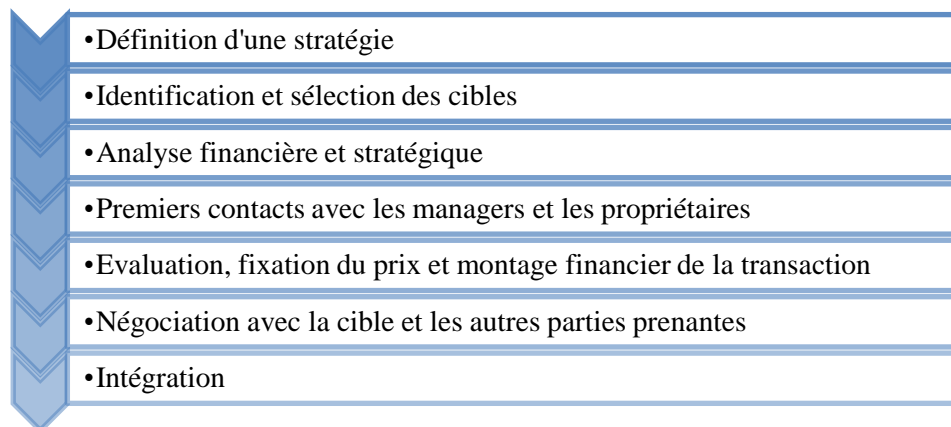 •Définition d'une stratégie
•Identification et sélection des cibles
•Analyse financière et stratégique
•Premiers contacts avec les managers et les propriétaires
•Evaluation, fixation du prix et montage financier de la transaction
•Négociation avec la cible et les autres parties prenantes
•Intégration